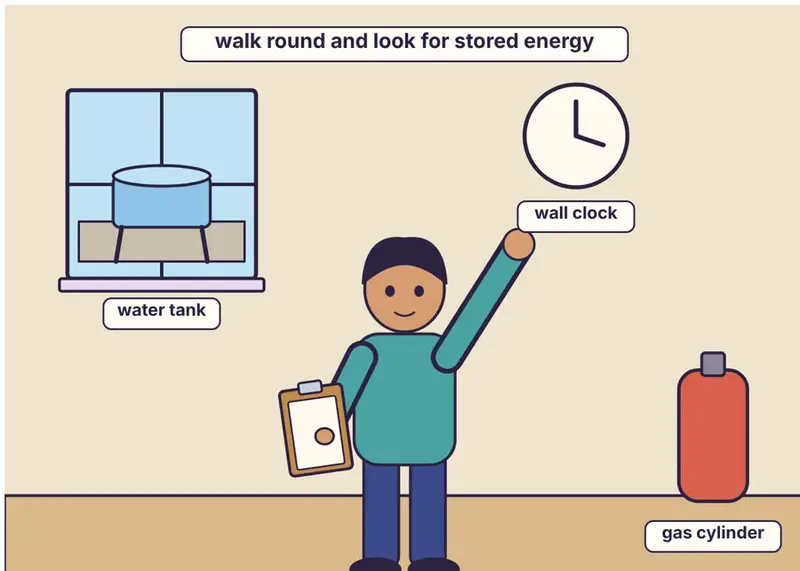 walk round and look for stored energy
wall clock
water tank
gas cylinder